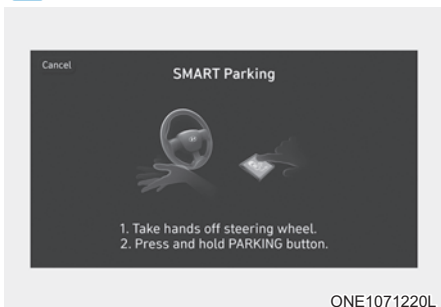 Cancel
SMART Parking
1. Take hands off steering wheel.
2. Press and hold PARKING button.
ONE1071220L